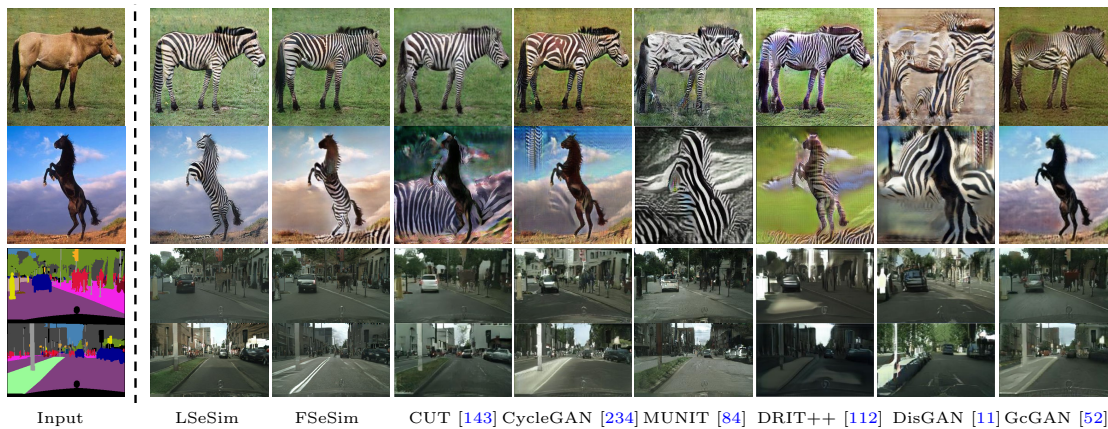 Input LSeSim FSeSim CUT [143] CycleGAN [234] MUNIT [84] DRIT++ [112] DisGAN [11] GcGAN [52]